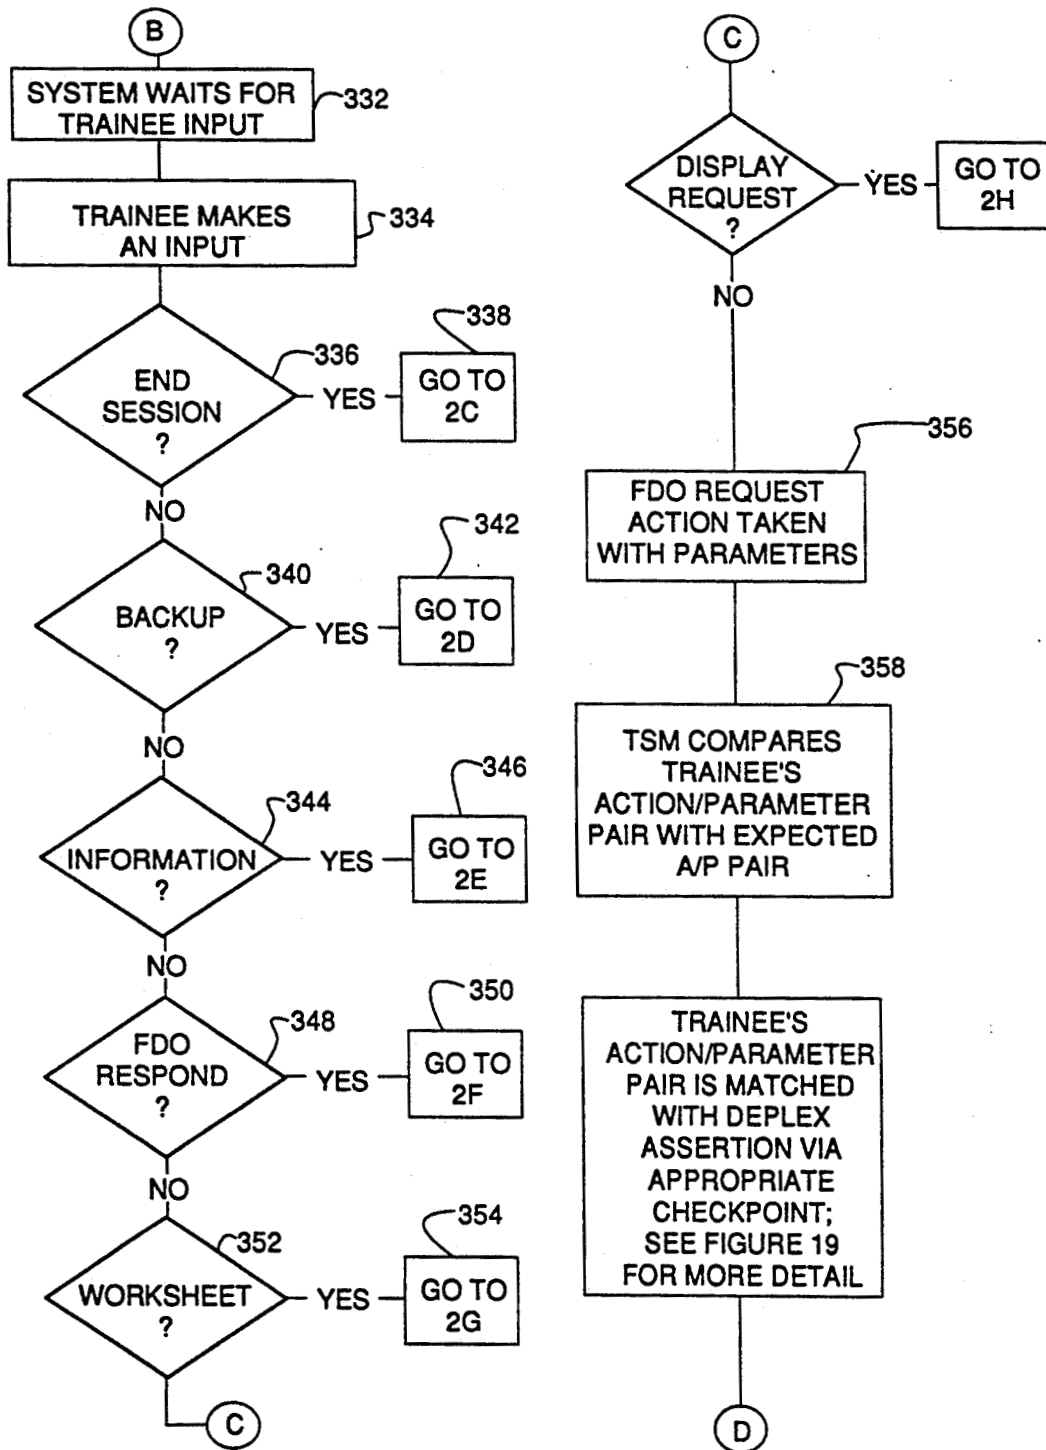 B
SYSTEM WAITS FOR
TRAINEE INPUT
332
TRAINEE MAKES
AN INPUT
334
END
SESSION
?
336
YES
338
GO TO
2C
NO
BACKUP
?
340
YES
342
GO TO
2D
NO
INFORMATION
?
344
YES
346
GO TO
2E
NO
FDO
RESPOND
?
348
YES
350
GO TO
2F
NO
WORKSHEET
?
352
YES
354
GO TO
2G
C
C
DISPLAY
REQUEST
?
YES
GO TO
2H
NO
356
FDO REQUEST
ACTION TAKEN
WITH PARAMETERS
358
TSM COMPARES
TRAINEE'S
ACTION/PARAMETER
PAIR WITH EXPECTED
A/P PAIR
TRAINEE'S
ACTION/PARAMETER
PAIR IS MATCHED
WITH DEPLEX
ASSERTION VIA
APPROPRIATE
CHECKPOINT;
SEE FIGURE 19
FOR MORE DETAIL
D